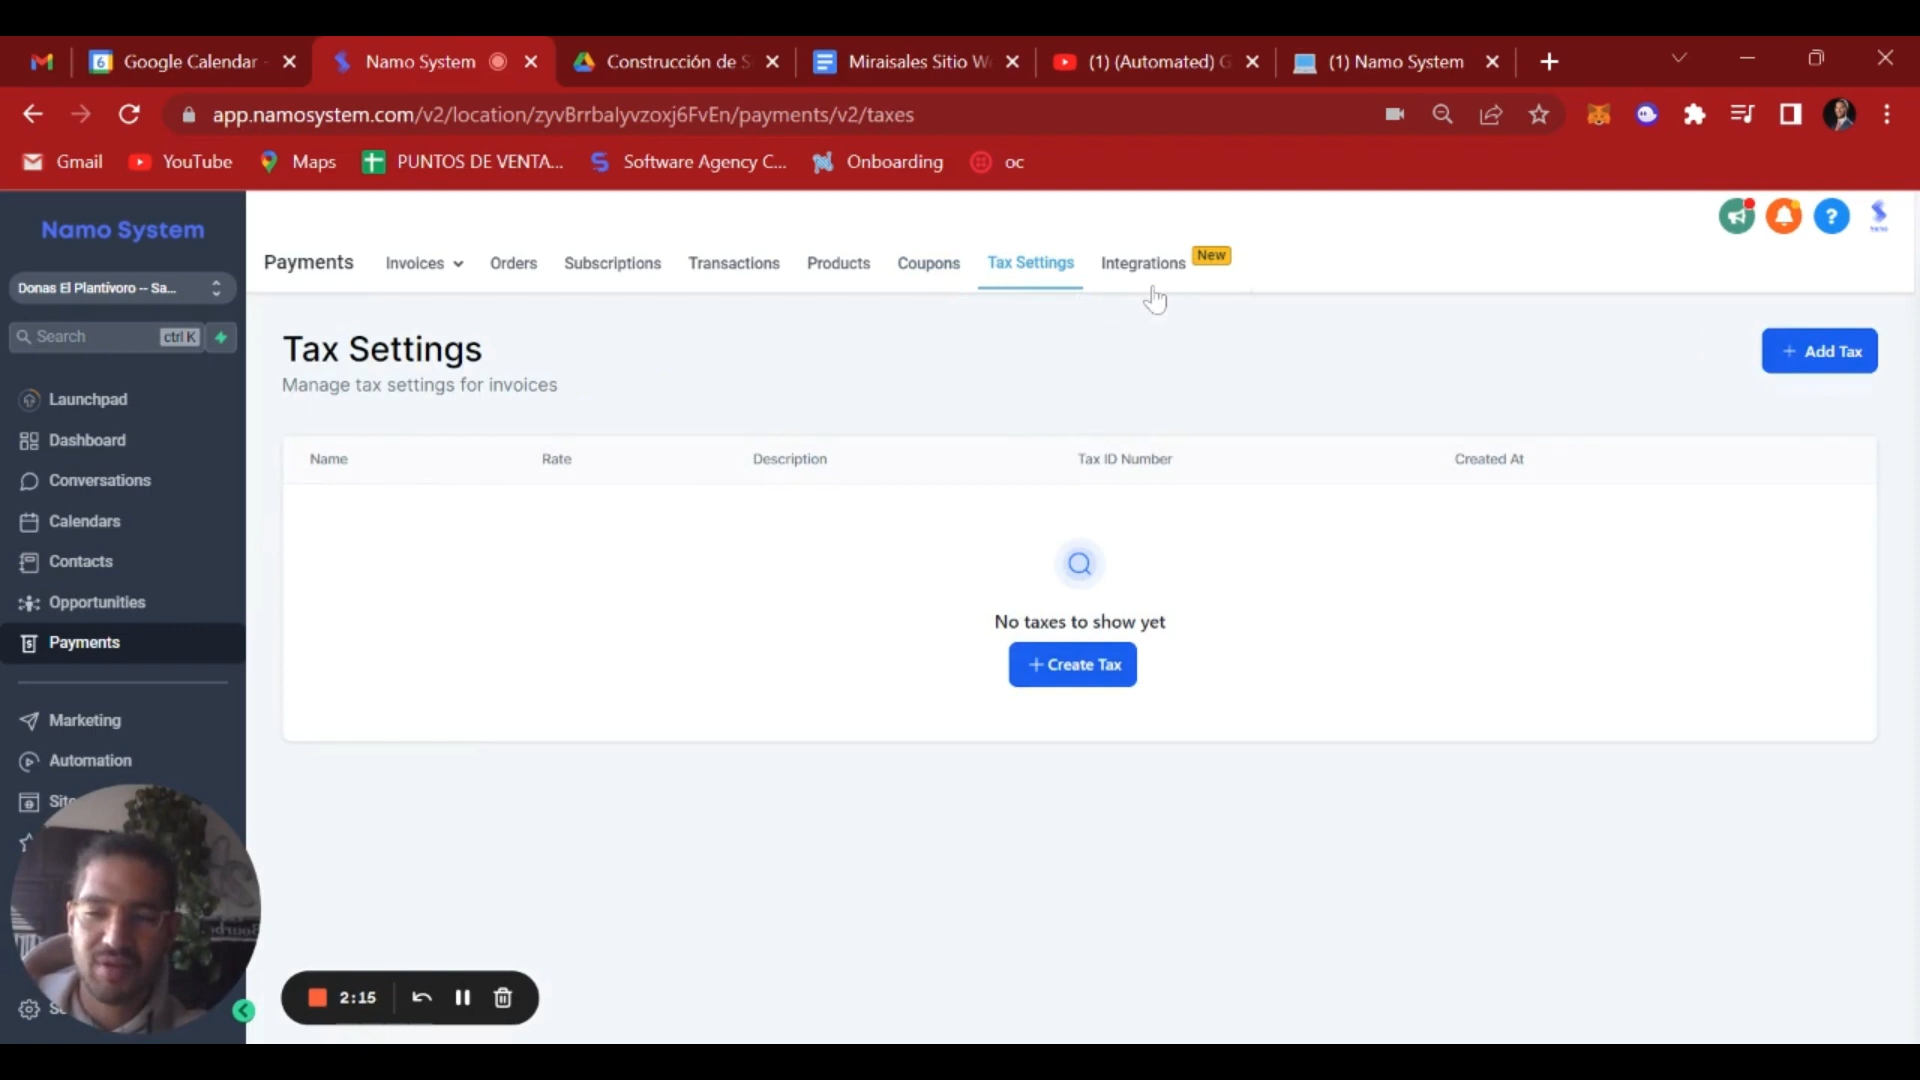 Google Calendar
Namo System
Construcción de S
Miraisales Sitio W
(1) (Automated) G
(1) Namo System
app.namosystem.com/v2/location/zyvBrrbalyvzoxj6FvEn/payments/v2/taxes
Gmail
YouTube
Maps
PUNTOS DE VENTA...
Software Agency C...
Onboarding
oc
Namo System
Donas El Plantívoro -- Sa...
Search
ctrl K
Launchpad
Dashboard
Conversations
Calendars
Contacts
Opportunities
Payments
Marketing
Automation
Site
Payments
Invoices
Orders
Subscriptions
Transactions
Products
Coupons
Tax Settings
Integrations
New
Tax Settings
Manage tax settings for invoices
+ Add Tax
Name
Rate
Description
Tax ID Number
Created At
No taxes to show yet
+ Create Tax
2:15